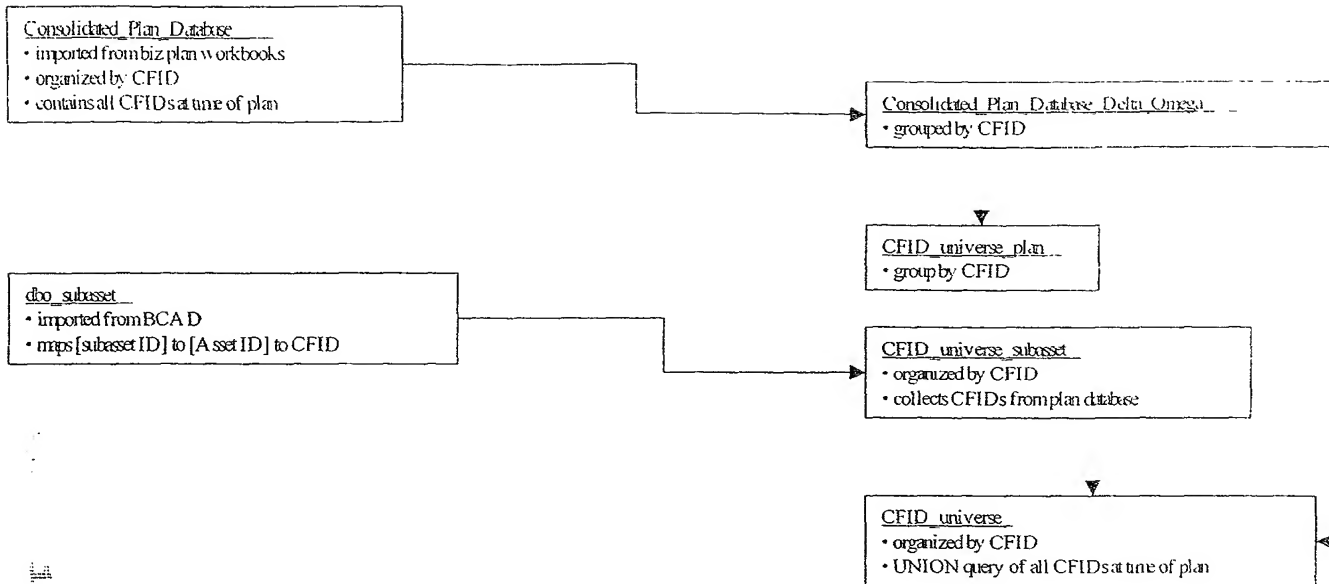 Consolidated_Plan_Database
• imported from biz plan workbooks
• organized by CFID
• contains all CFIDs at time of plan
Consolidated_Plan_Database_Delta_Omega
• grouped by CFID
CFID_universe_plan
• group by CFID
dbo_subasset
• imported from BCAD
• maps [subasset ID] to [Asset ID] to CFID
CFID_universe_subasset
• organized by CFID
• collects CFIDs from plan database
CFID_universe
• organized by CFID
• UNION query of all CFIDs at time of plan